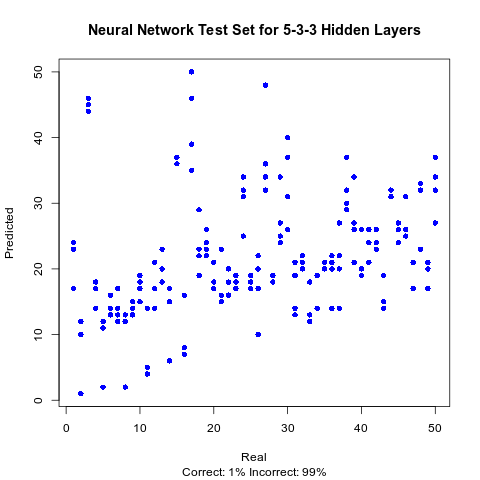 Neural Network Test Set for 5-3-3 Hidden Layers
Predicted
50
40
30
20
10
0
0 10 20 30 40 50
Real
Correct: 1% Incorrect: 99%